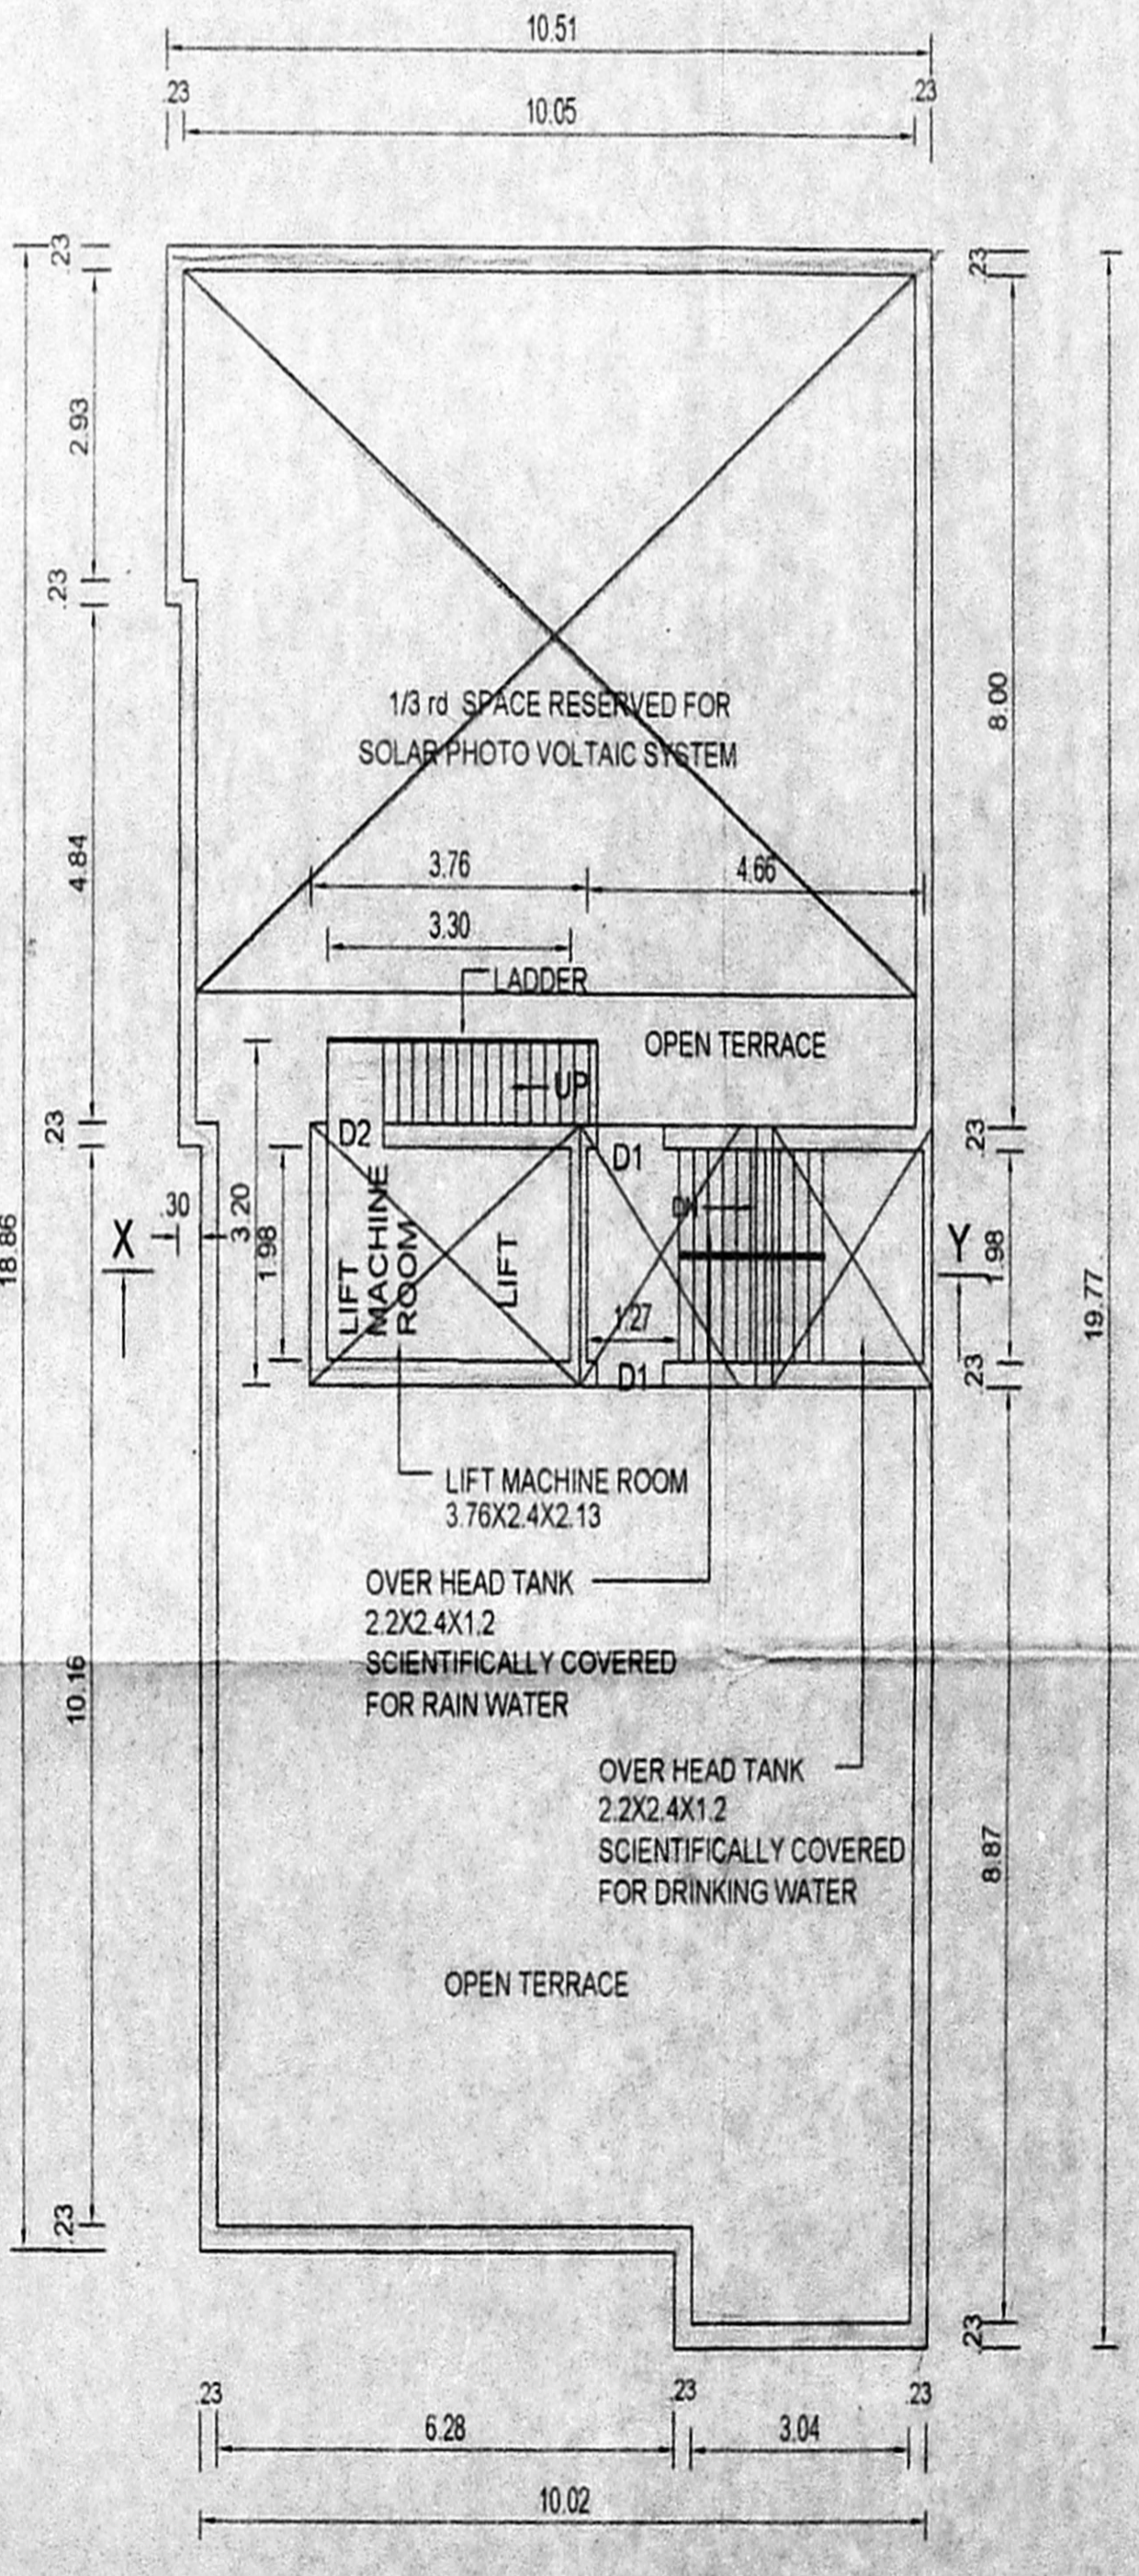 10.51
.23
.23
10.05
.23
.23
2.93
.23
8.00
1/3 rd SPACE RESERVED FOR
SOLAR PHOTO VOLTAIC SYSTEM
4.84
3.76
4.66
3.30
LADDER
OPEN TERRACE
UP
.23
D2
D1
.23
LIFT
MACHINE
ROOM
LIFT
DN
.30
3.20
1.98
X
Y
1.98
18.86
19.77
1.27
D1
.23
LIFT MACHINE ROOM
3.76X2.4X2.13
OVER HEAD TANK
2.2X2.4X1.2
SCIENTIFICALLY COVERED
FOR RAIN WATER
10.16
OVER HEAD TANK
2.2X2.4X1.2
SCIENTIFICALLY COVERED
FOR DRINKING WATER
8.87
OPEN TERRACE
.23
.23
.23
.23
.23
6.28
3.04
10.02